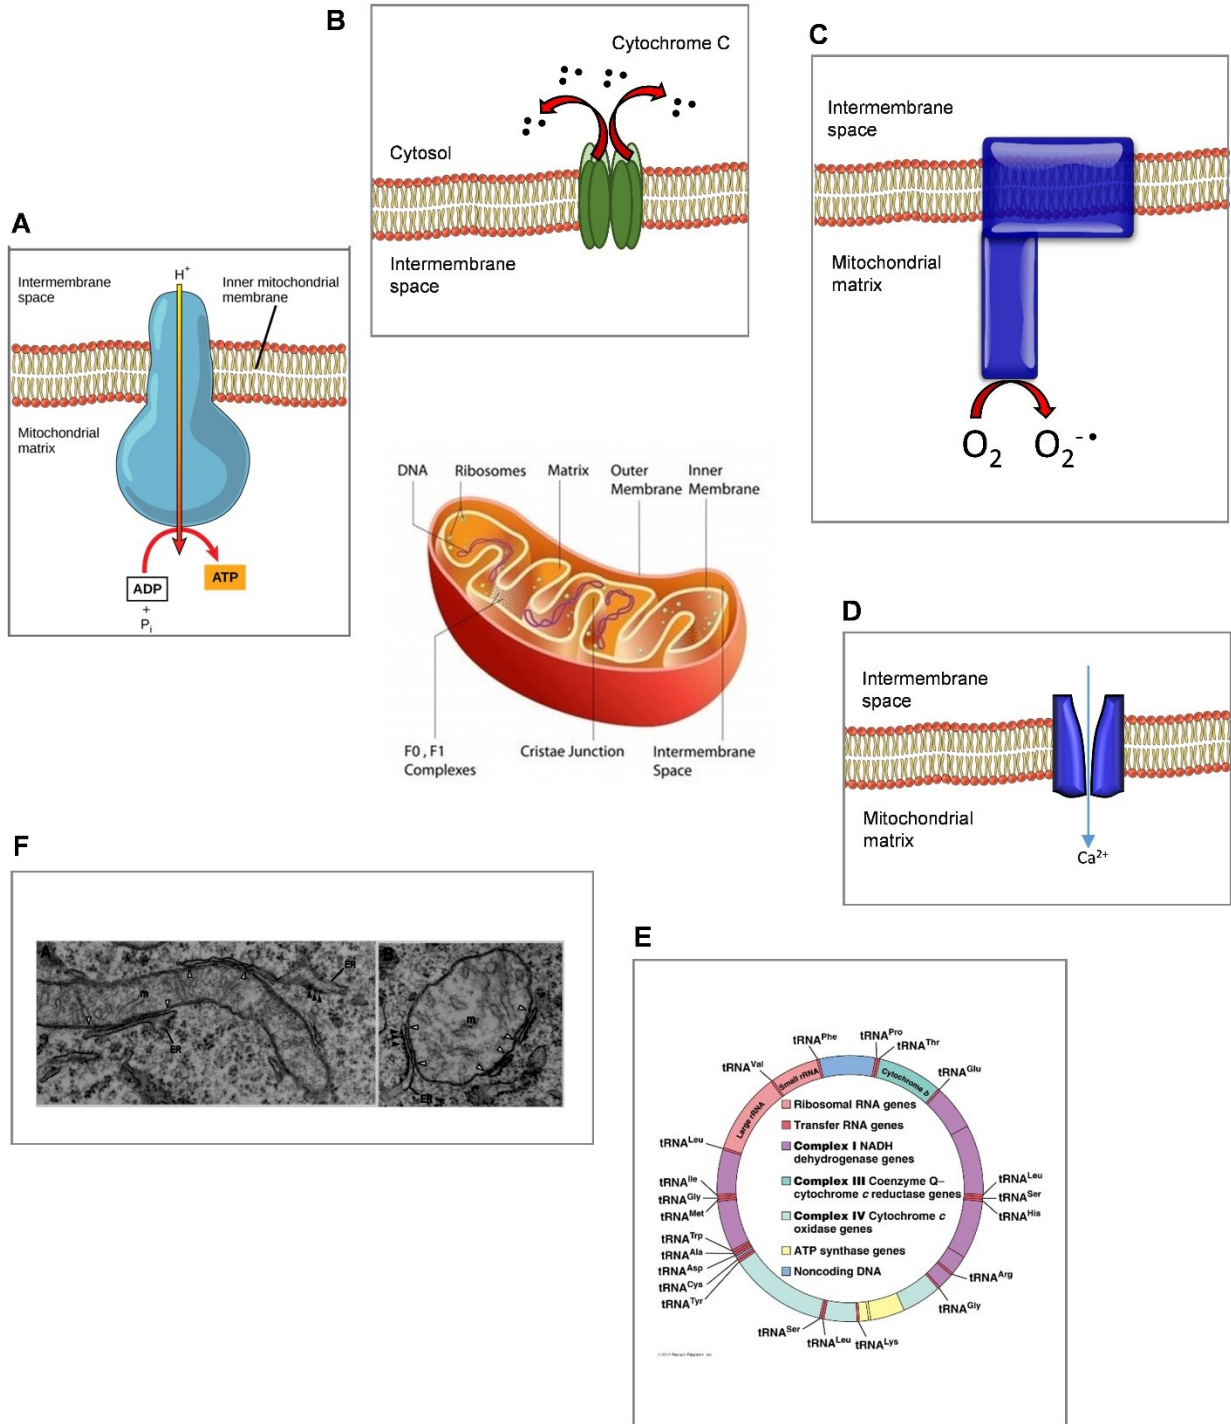 A
Intermembrane
space
H+
Inner mitochondrial
membrane
Mitochondrial
matrix
ADP
+
Pi
ATP
B
Cytochrome C
Cytosol
Intermembrane
space
C
Intermembrane
space
Mitochondrial
matrix
O2
O2-•
DNA
Ribosomes
Matrix
Outer
Membrane
Inner
Membrane
F0 , F1
Complexes
Cristae Junction
Intermembrane
Space
D
Intermembrane
space
Mitochondrial
matrix
Ca2+
F
A
m
ER
ER
B
m
ER
E
tRNAPhe
tRNAPro
tRNAThr
tRNAVal
Small rRNA
Cytochrome b
tRNAGlu
Large rRNA
Ribosomal RNA genes
Transfer RNA genes
tRNALeu
Complex I NADH
dehydrogenase genes
tRNAIle
tRNAGly
tRNAMet
Complex III Coenzyme Q–
cytochrome c reductase genes
tRNALeu
tRNASer
tRNAHis
Complex IV Cytochrome c
oxidase genes
tRNATrp
tRNAAla
tRNAAsp
tRNACys
tRNATyr
ATP synthase genes
Noncoding DNA
tRNAArg
tRNAGly
tRNASer
tRNALeu
tRNALys